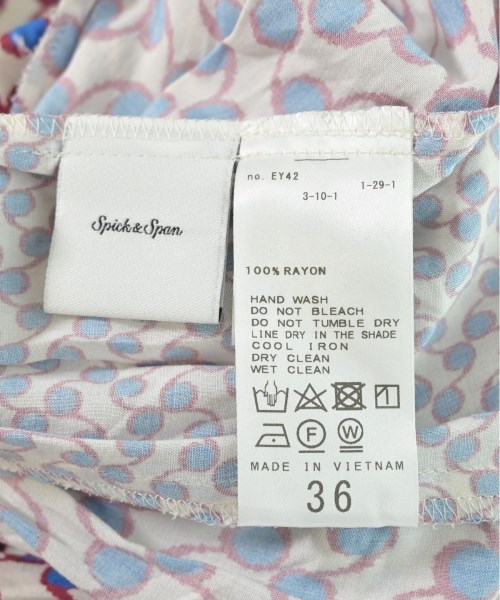 Spick & Span
no. EY42
1-29-1
3-10-1
100% RAYON
HAND WASH
DO NOT BLEACH
DO NOT TUMBLE DRY
LINE DRY IN THE SHADE
COOL IRON
DRY CLEAN
WET CLEAN
F W
MADE IN VIETNAM
36